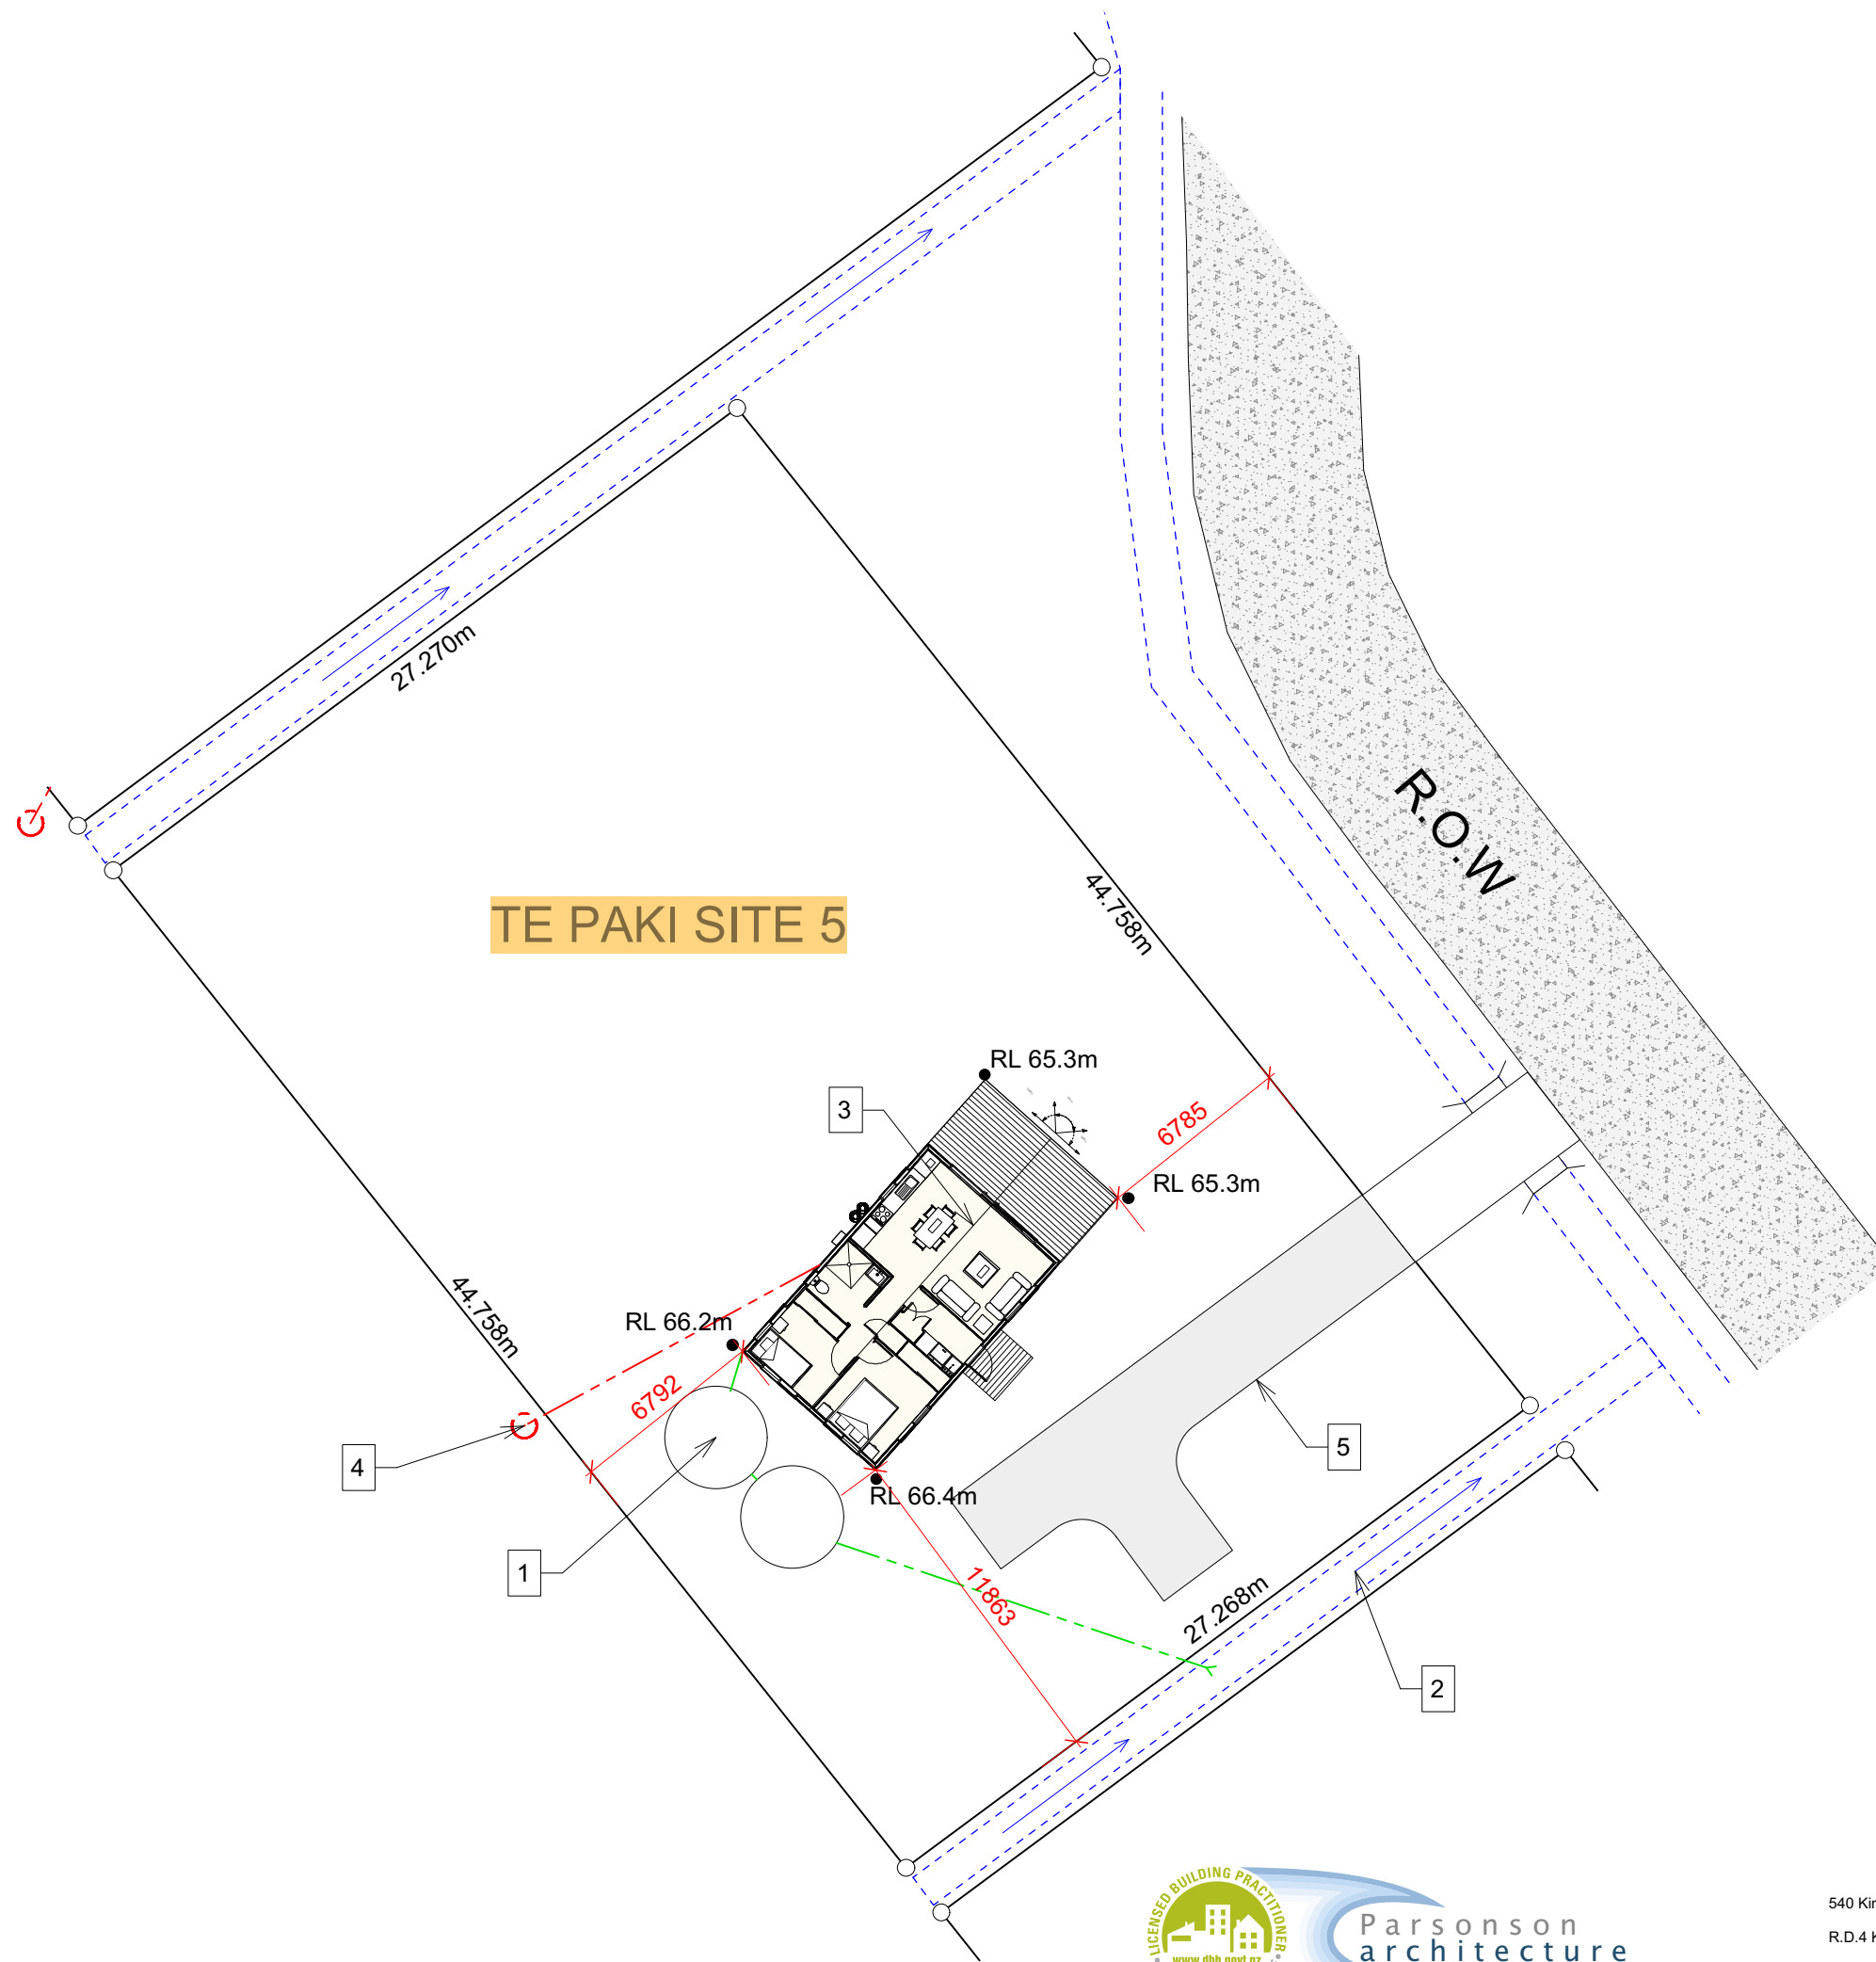 27.270m
TE PAKI SITE 5
44.758m
R.O.W
RL 65.3m
3
6785
RL 65.3m
44.758m
RL 66.2m
6792
4
5
RL 66.4m
1
11863
27.268m
2
LICENSED BUILDING PRACTITIONER
www.dbh.govt.nz
Parsonson
architecture
540
R.D.4